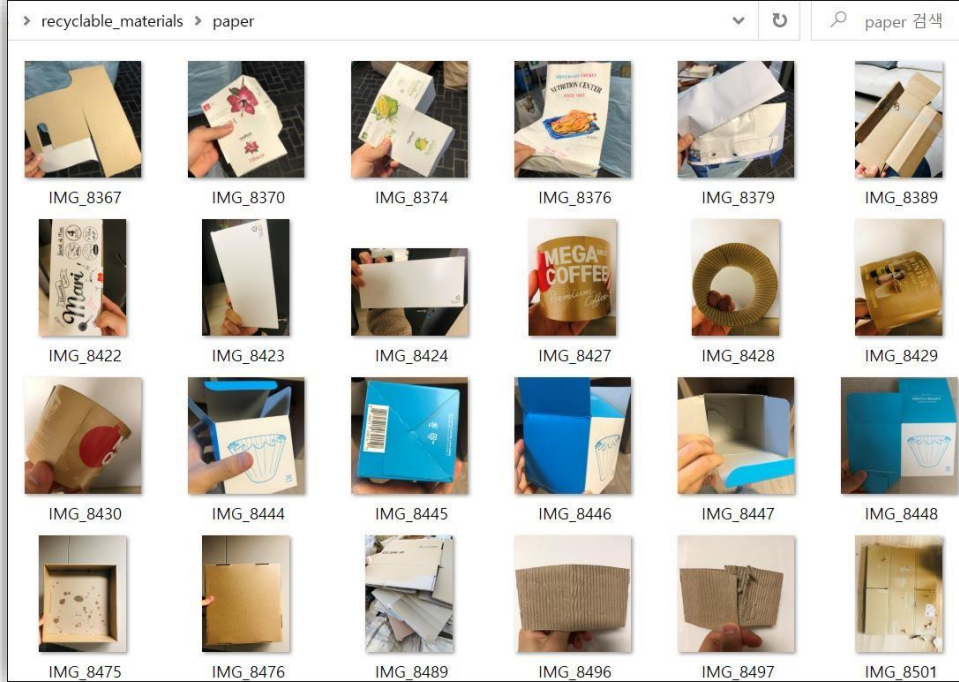 > recyclable_materials > paper
paper 검색
IMG_8367
IMG_8370
IMG_8374
NUTRITION CENTER
IMG_8376
IMG_8379
IMG_8389
Mari
IMG_8422
IMG_8423
IMG_8424
MEGA
COFFEE
IMG_8427
IMG_8428
IMG_8429
IMG_8430
IMG_8444
IMG_8445
IMG_8446
IMG_8447
IMG_8448
IMG_8475
IMG_8476
IMG_8489
IMG_8496
IMG_8497
IMG_8501